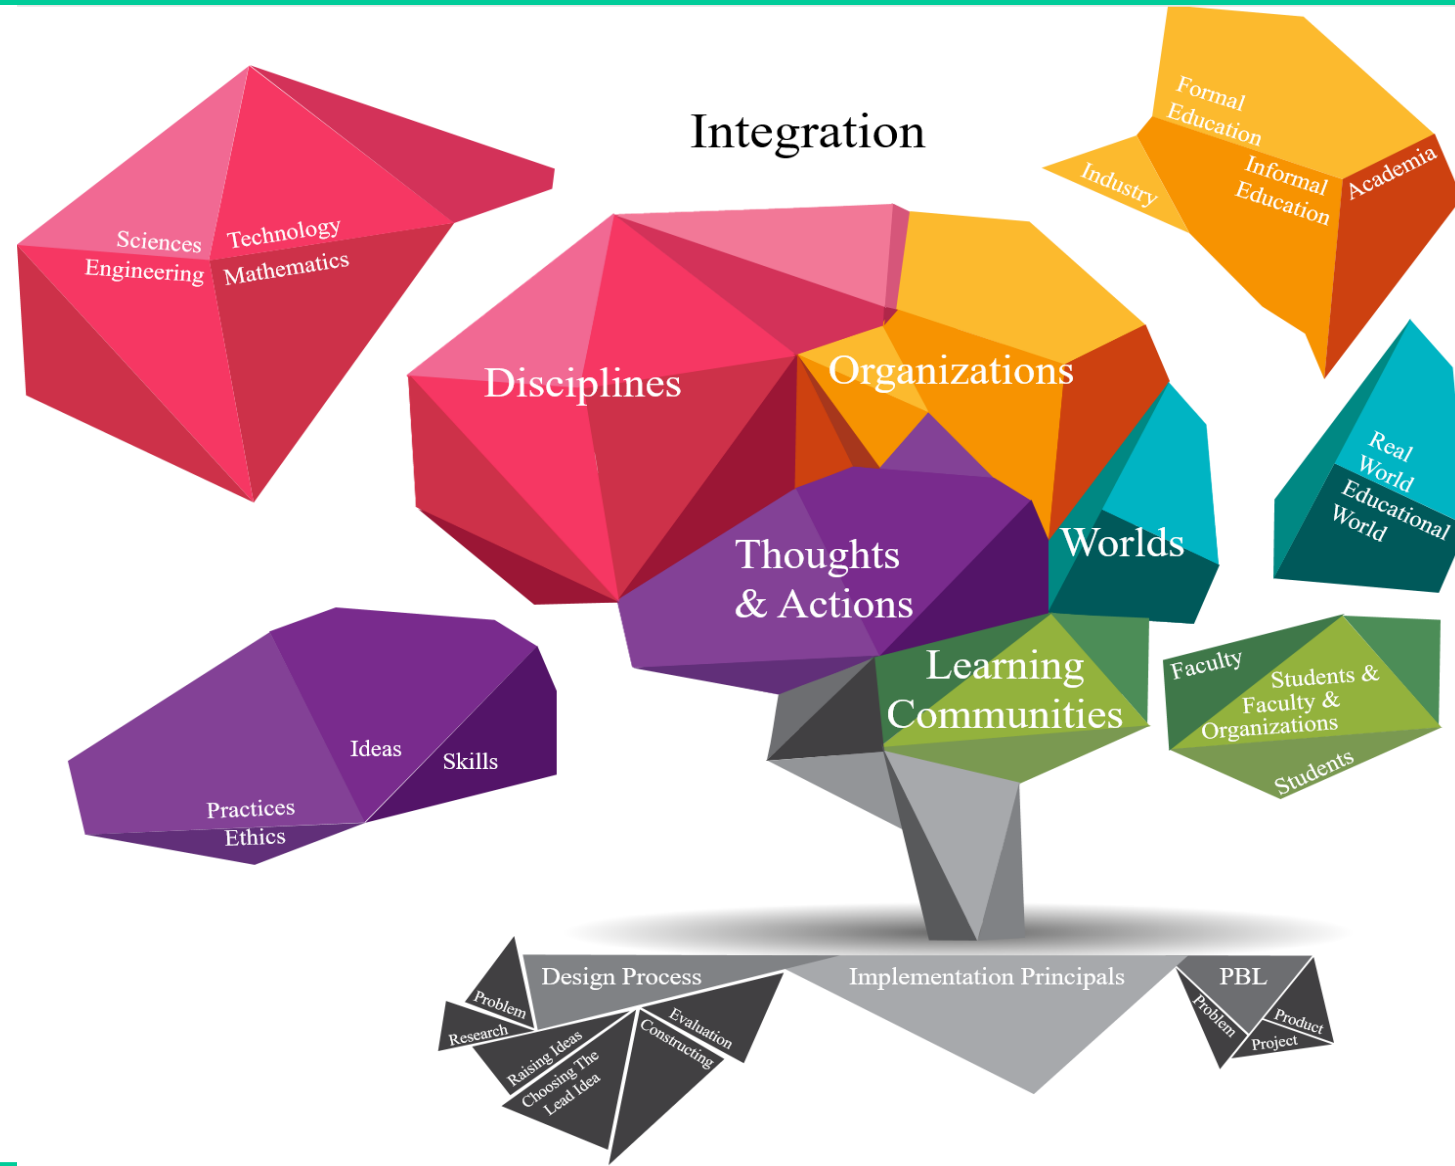 Integration
Sciences
Technology
Engineering
Mathematics
Formal
Education
Informal
Education
Industry
Academia
Disciplines
Organizations
Real
World
Educational
World
Thoughts
& Actions
Worlds
Learning
Communities
Faculty
Students &
Faculty &
Organizations
Students
Ideas
Skills
Practices
Ethics
Design Process
Problem
Research
Raising Ideas
Choosing The
Lead Idea
Constructing
Evaluation
Implementation Principals
PBL
Problem
Product
Project